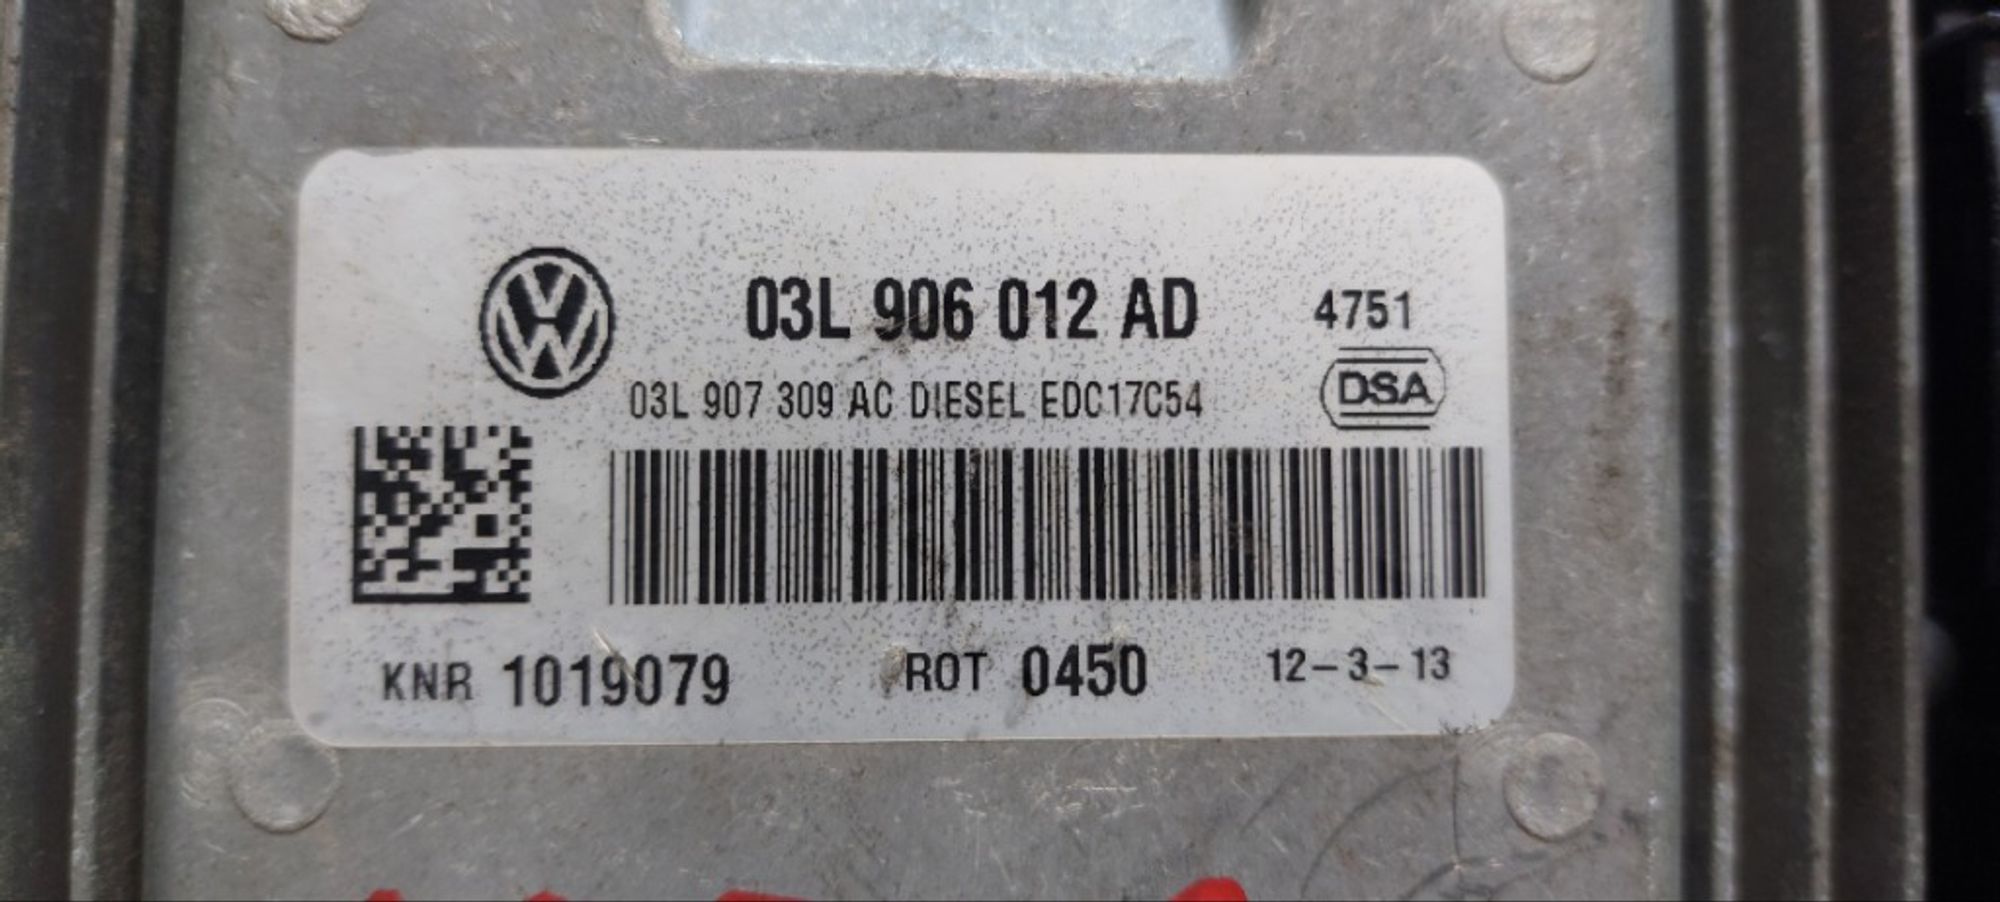 03L 906 012 AD 4751
03L 907 309 AC DIESEL EDC17C54 DSA
KNR 1019079 ROT 0450 12-3-13